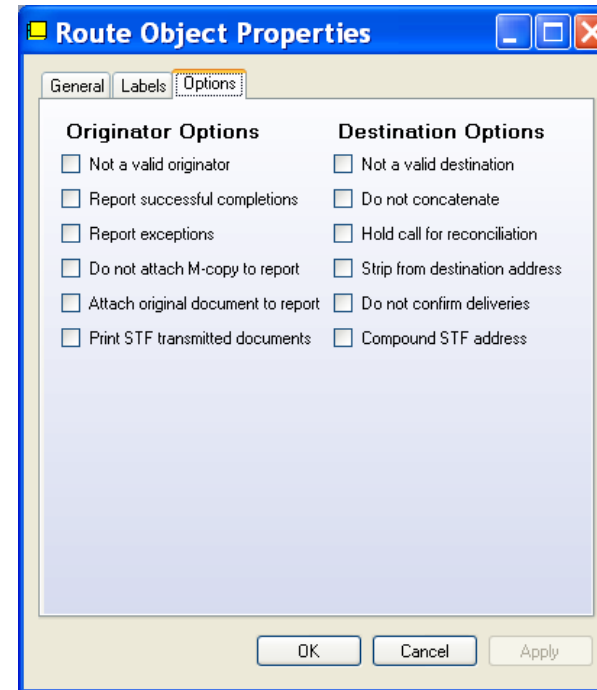 Route Object Properties
General Labels Options
Originator Options
Not a valid originator
Report successful completions
Report exceptions
Do not attach M-copy to report
Attach original document to report
Print STF transmitted documents
Destination Options
Not a valid destination
Do not concatenate
Hold call for reconciliation
Strip from destination address
Do not confirm deliveries
Compound STF address
OK Cancel Apply